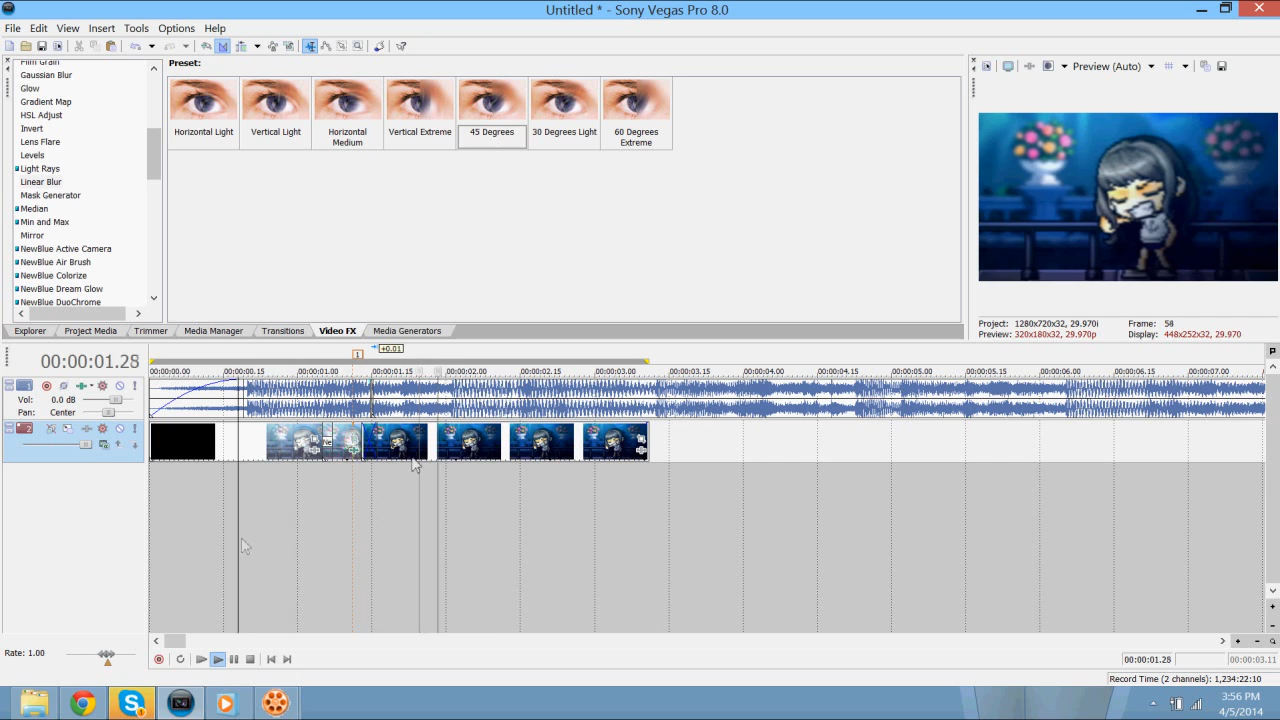 Untitled * - Sony Vegas Pro 8.0
File Edit View Insert Tools Options Help
Film Grain
Gaussian Blur
Glow
Gradient Map
HSL Adjust
Invert
Lens Flare
Levels
Light Rays
Linear Blur
Mask Generator
Median
Min and Max
Mirror
NewBlue Active Camera
NewBlue Air Brush
NewBlue Colorize
NewBlue Dream Glow
NewBlue DuoChrome
Preset:
Horizontal Light
Vertical Light
Horizontal Medium
Vertical Extreme
45 Degrees
30 Degrees Light
60 Degrees Extreme
Preview (Auto)
Project: 1280x720x32, 29.970i Frame: 58
Preview: 320x180x32, 29.970p Display: 448x252x32, 29.970
Explorer Project Media Trimmer Media Manager Transitions Video FX Media Generators
00:00:01.28
1 +0.01
00:00:00.00 00:00:00.15 00:00:01.00 00:00:01.15 00:00:02.00 00:00:02.15 00:00:03.00 00:00:03.15 00:00:04.00 00:00:04.15 00:00:05.00 00:00:05.15 00:00:06.00 00:00:06.15 00:00:07.00
1
Vol: 0.0 dB
Pan: Center
2
Rate: 1.00
00:00:01.28 00:00:03.11
Record Time (2 channels): 1,234:22:10
3:56 PM
4/5/2014